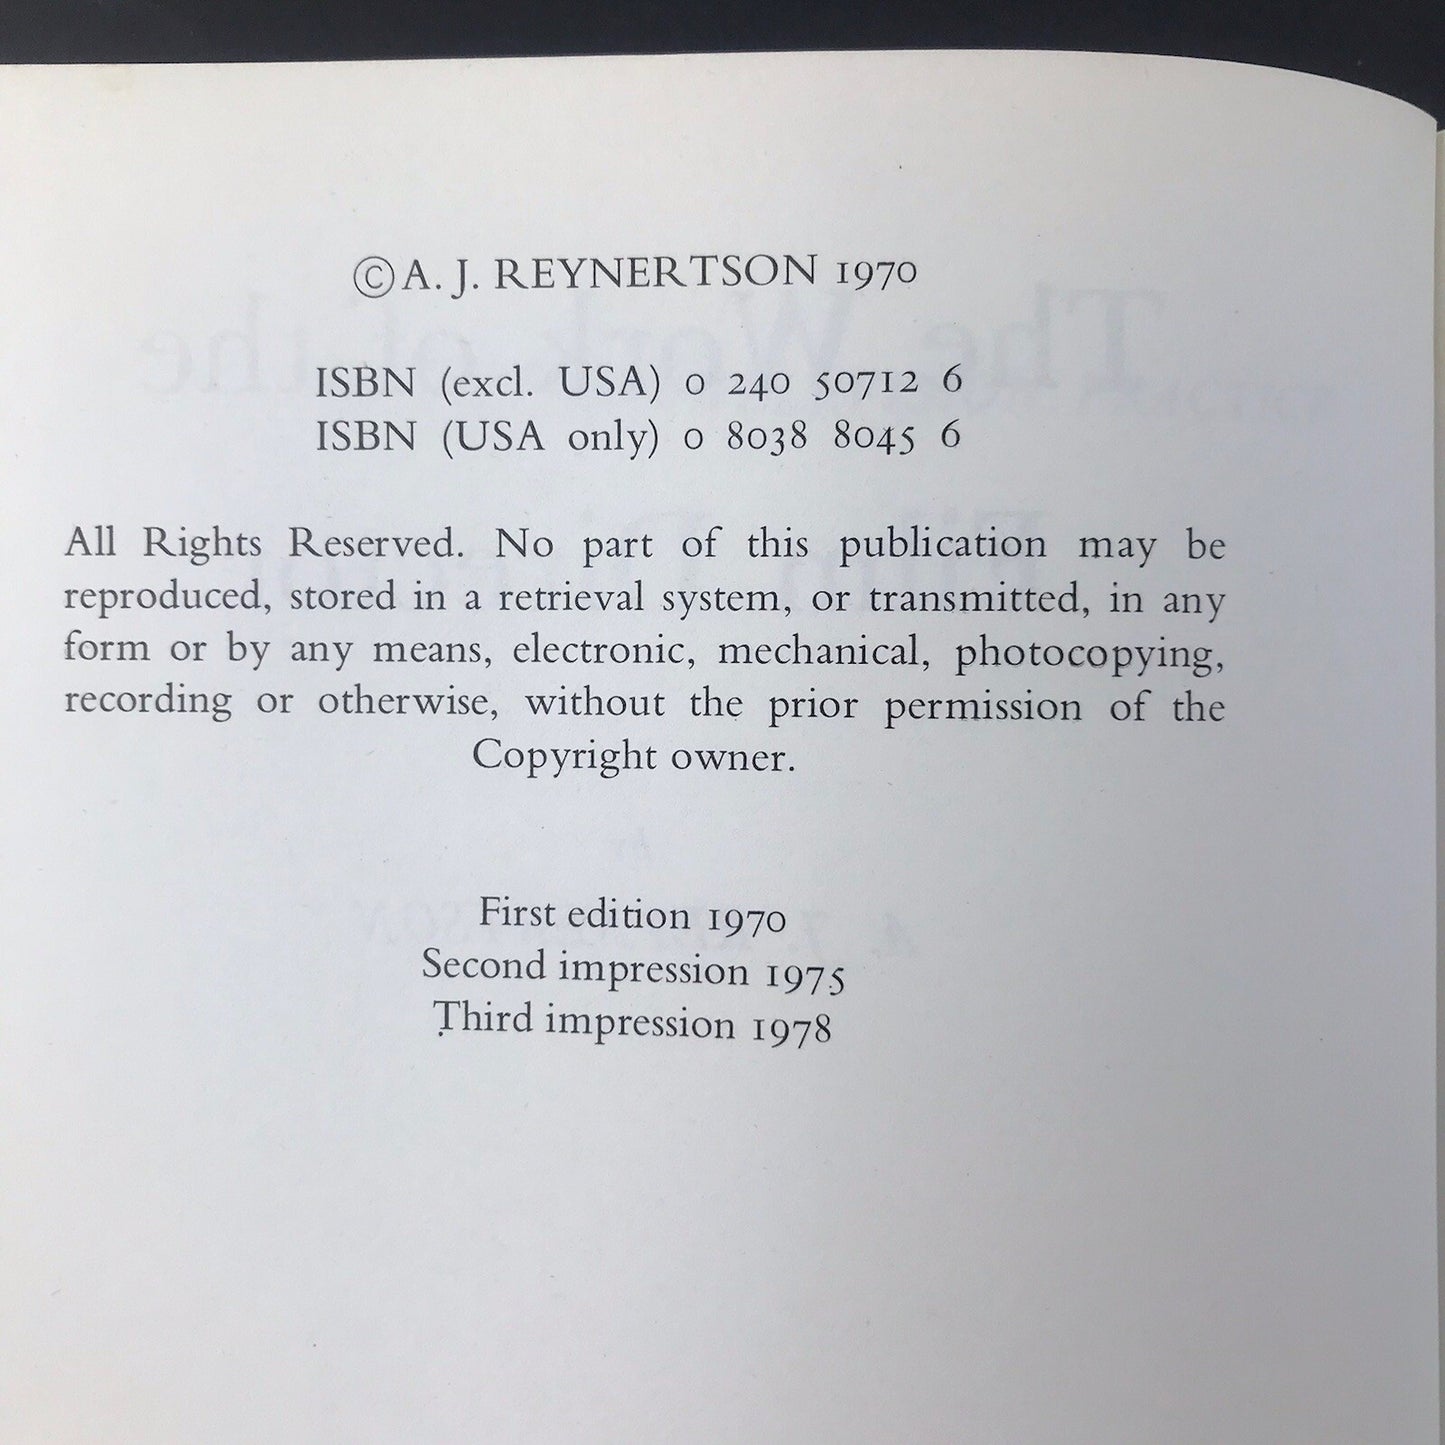 © A. J. REYNERTSON 1970
ISBN (excl. USA) 0 240 50712 6
ISBN (USA only) 0 8038 8045 6
All Rights Reserved. No part of this publication may be
reproduced, stored in a retrieval system, or transmitted, in any
form or by any means, electronic, mechanical, photocopying,
recording or otherwise, without the prior permission of the
Copyright owner.
First edition 1970
Second impression 1975
Third impression 1978